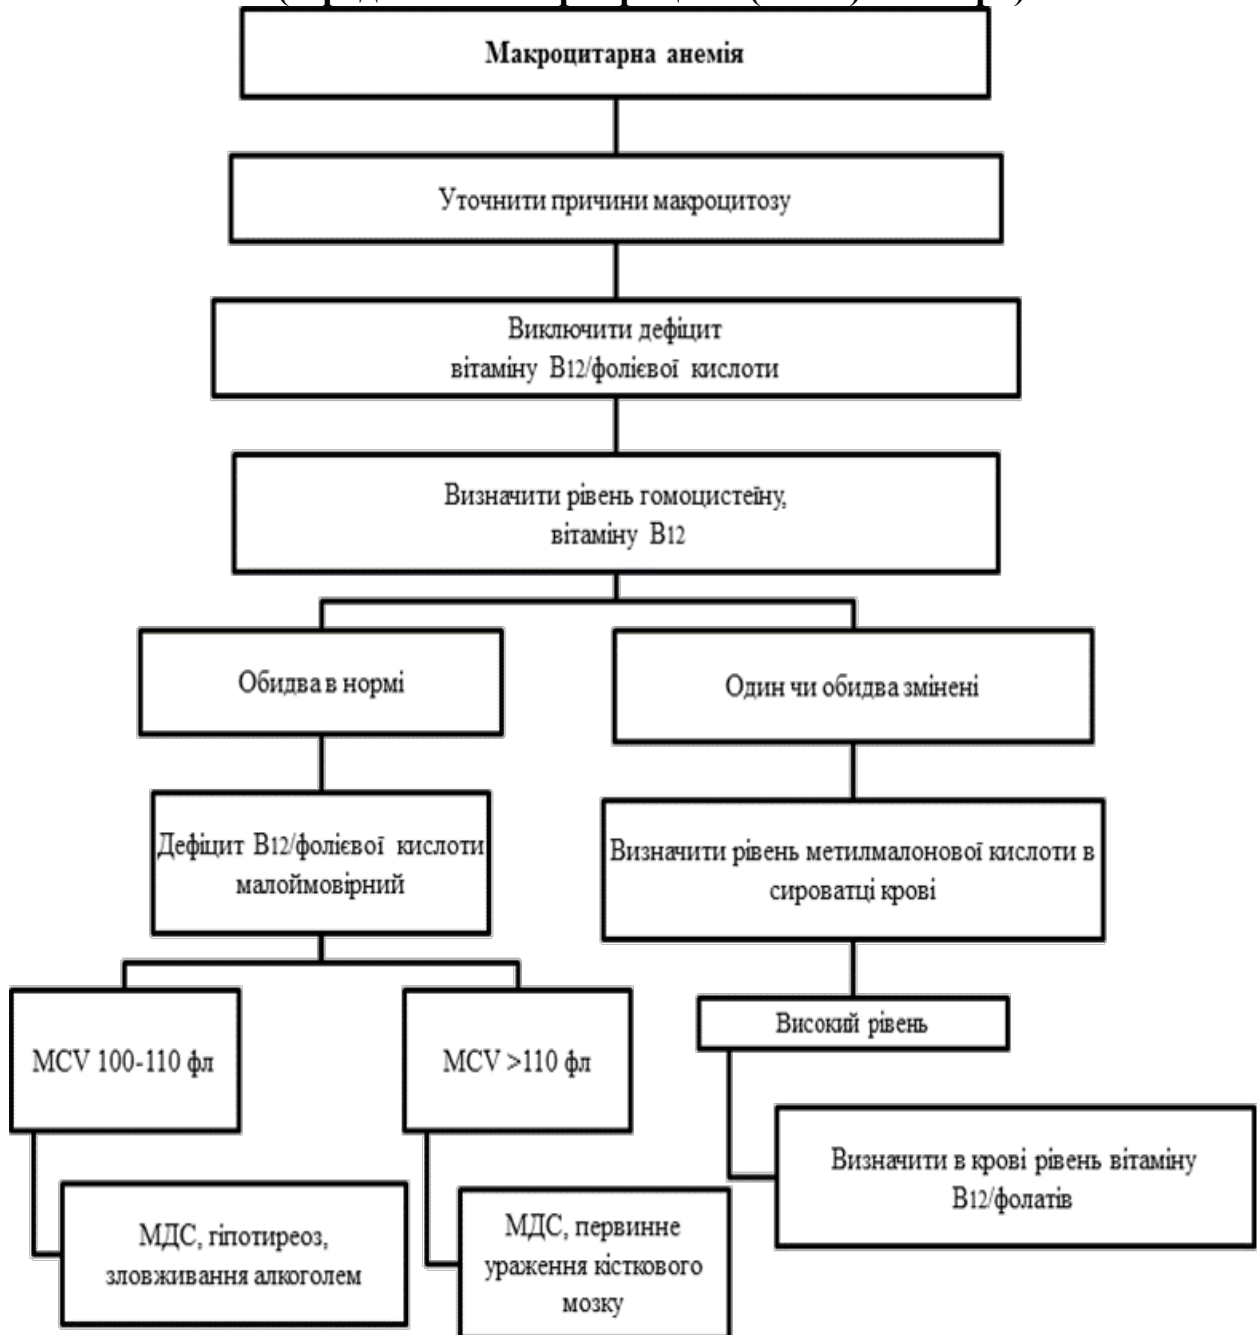 Макроцитарна анемія
Уточнити причини макроцитозу
Виключити дефіцит
вітаміну В12/фолієвої кислоти
Визначити рівень гомоцистеїну,
вітаміну В12
Обидва в нормі
Один чи обидва змінені
Дефіцит В12/фолієвої кислоти
малоймовірний
Визначити рівень метилмалонової кислоти в
сироватці крові
MCV 100-110 фл
MCV >110 фл
Високий рівень
МДС, гіпотиреоз,
зловживання алкоголем
МДС, первинне
ураження кісткового
мозку
Визначити в крові рівень вітаміну
В12/фолатів